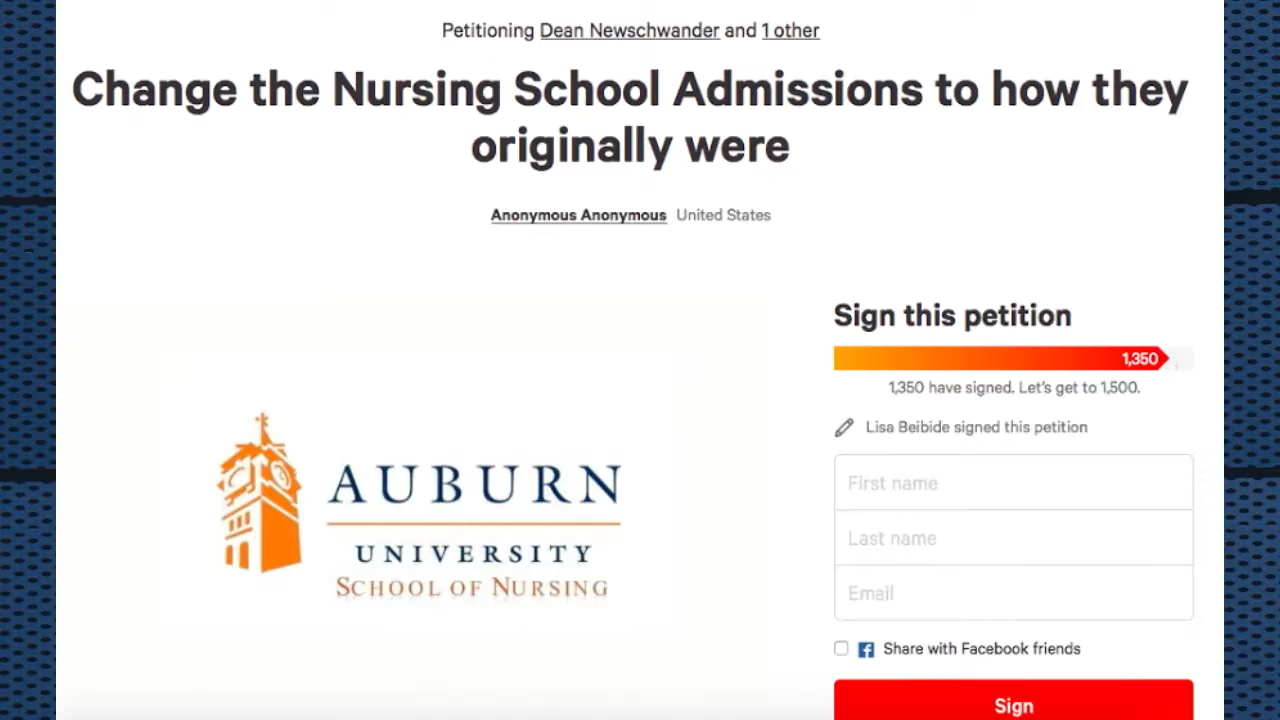 Petitioning Dean Newschwander and 1 other
Change the Nursing School Admissions to how they
originally were
Anonymous Anonymous United States
Sign this petition
1,350
1,350 have signed. Let's get to 1,500.
Lisa Beibide signed this petition
First name
Last name
Email
Share with Facebook friends
Sign
AUBURN
UNIVERSITY
SCHOOL OF NURSING